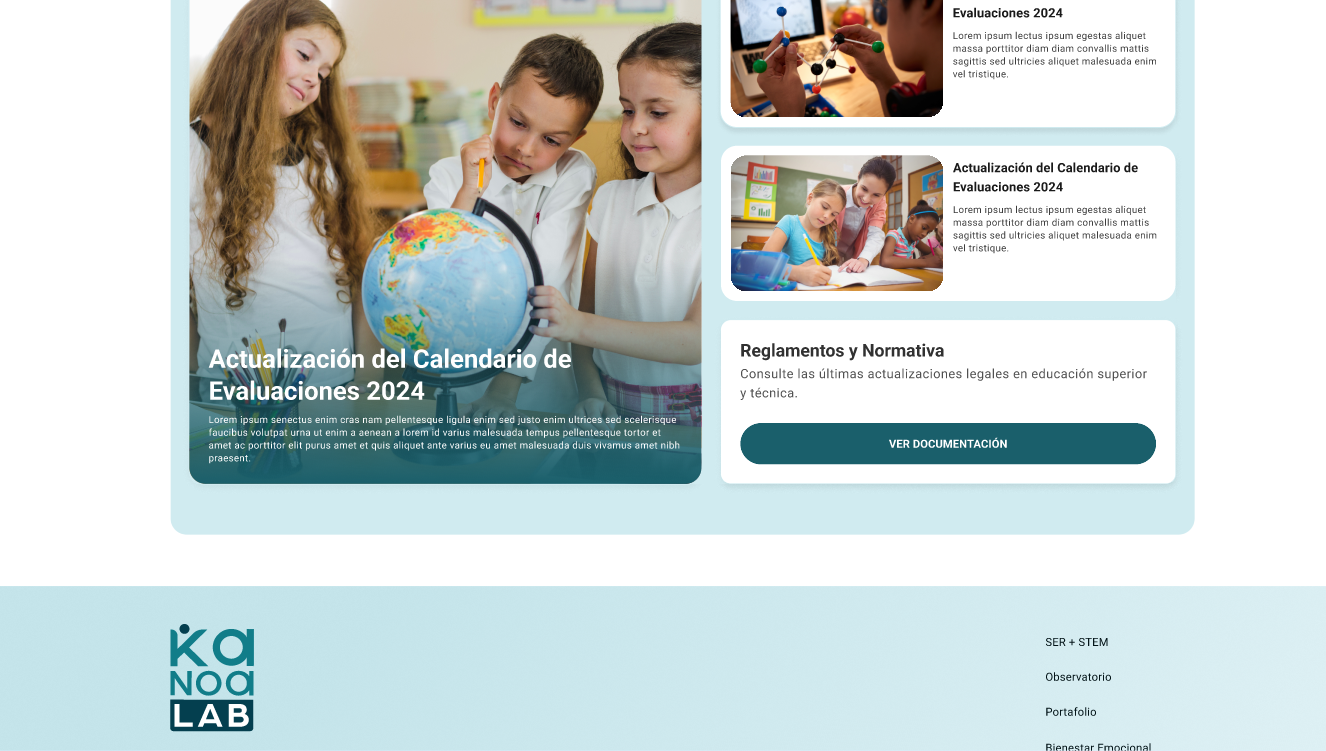 Evaluaciones 2024
Lorem ipsum lectus ipsum egestas aliquet
massa porttitor diam diam convallis mattis
sagittis sed ultricies aliquet malesuada enim
vel tristique.
Actualización del Calendario de
Evaluaciones 2024
Lorem ipsum lectus ipsum egestas aliquet
massa porttitor diam diam convallis mattis
sagittis sed ultricies aliquet malesuada enim
vel tristique.
Actualización del Calendario de
Evaluaciones 2024
Lorem ipsum senectus enim cras nam pellentesque ligula enim sed justo enim ultrices sed scelerisque
faucibus volutpat urna ut enim a aenean a lorem id varius malesuada tempus pellentesque tortor et
amet ac porttitor elit purus amet et quis aliquet ante varius eu amet malesuada duis vivamus amet nibh
praesent.
Reglamentos y Normativa
Consulte las últimas actualizaciones legales en educación superior
y técnica.
VER DOCUMENTACIÓN
ka
NOa
LAB
SER + STEM
Observatorio
Portafolio
Bienestar Emocional